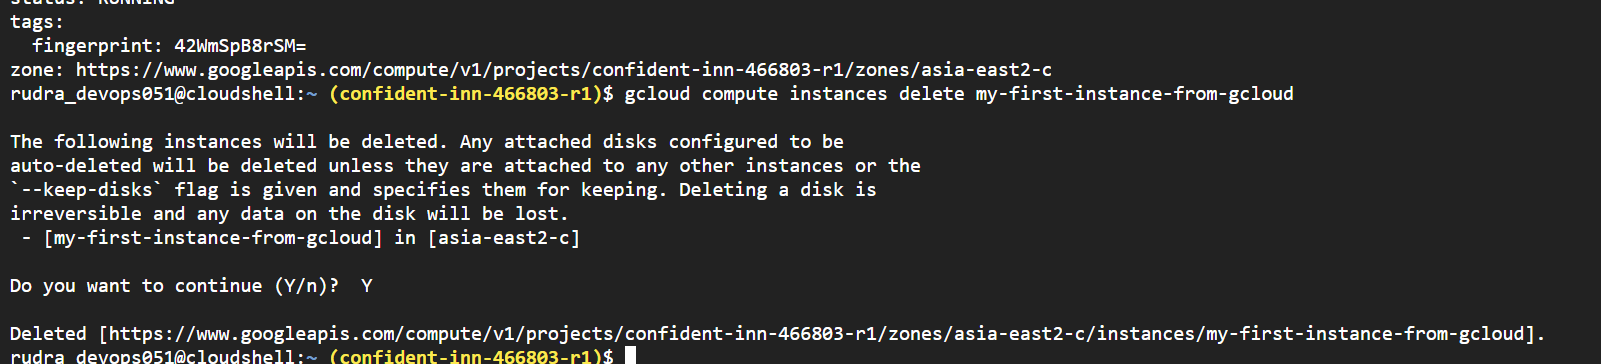 status: RUNNING
tags:
  fingerprint: 42WmSpB8rSM=
zone: https://www.googleapis.com/compute/v1/projects/confident-inn-466803-r1/zones/asia-east2-c
rudra_devops051@cloudshell:~ (confident-inn-466803-r1)$ gcloud compute instances delete my-first-instance-from-gcloud

The following instances will be deleted. Any attached disks configured to be
auto-deleted will be deleted unless they are attached to any other instances or the
`--keep-disks` flag is given and specifies them for keeping. Deleting a disk is
irreversible and any data on the disk will be lost.
 - [my-first-instance-from-gcloud] in [asia-east2-c]

Do you want to continue (Y/n)?  Y

Deleted [https://www.googleapis.com/compute/v1/projects/confident-inn-466803-r1/zones/asia-east2-c/instances/my-first-instance-from-gcloud].
rudra_devops051@cloudshell:~ (confident-inn-466803-r1)$